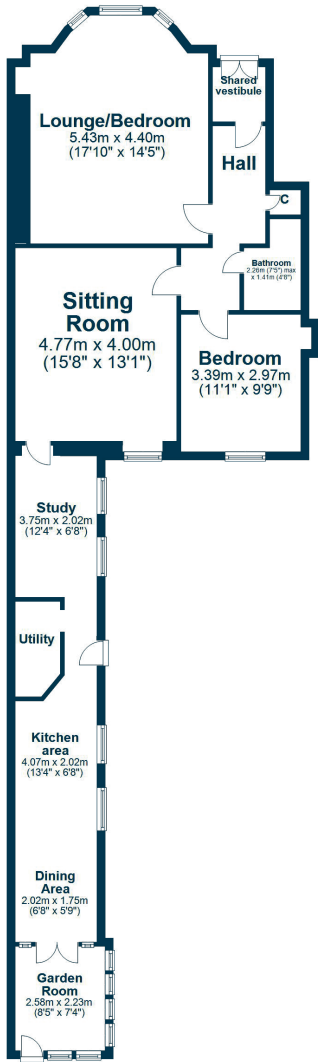 Shared
vestibule
Lounge/Bedroom
5.43m x 4.40m
(17'10" x 14'5")
Hall
C
Bathroom
2.26m (7'5") max
x 1.41m (4'8")
Sitting
Room
4.77m x 4.00m
(15'8" x 13'1")
Bedroom
3.39m x 2.97m
(11'1" x 9'9")
Study
3.75m x 2.02m
(12'4" x 6'8")
Utility
Kitchen
area
4.07m x 2.02m
(13'4" x 6'8")
Dining
Area
2.02m x 1.75m
(6'8" x 5'9")
Garden
Room
2.58m x 2.23m
(8'5" x 7'4")